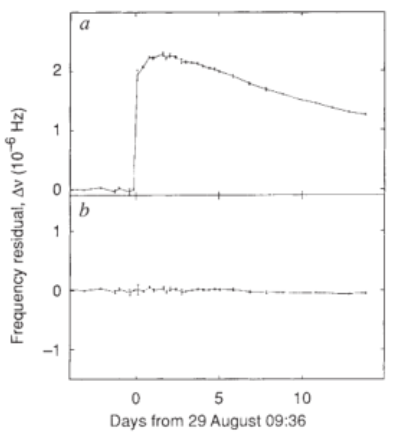 a
2
1
0
b
1
0
−1
Frequency residual, Δν (10⁻⁶ Hz)
0 5 10
Days from 29 August 09:36